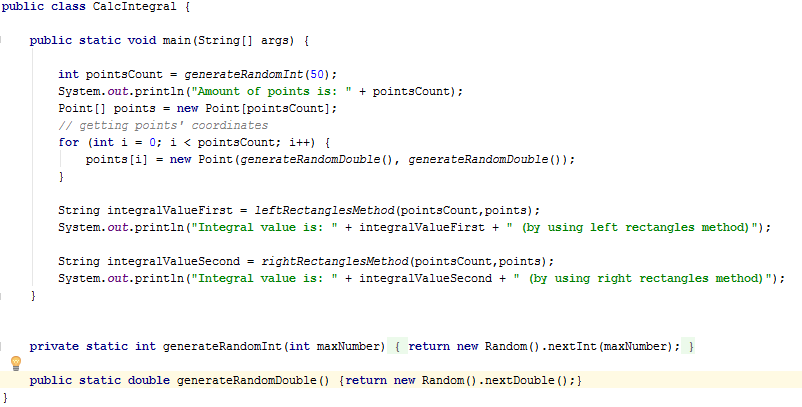 public class CalcIntegral {
public static void main(String[] args) {
int pointsCount = generateRandomInt(50);
System.out.println("Amount of points is: " + pointsCount);
Point[] points = new Point[pointsCount];
// getting points' coordinates
for (int i = 0; i < pointsCount; i++) {
points[i] = new Point(generateRandomDouble(), generateRandomDouble());
}
String integralValueFirst = leftRectanglesMethod(pointsCount,points);
System.out.println("Integral value is: " + integralValueFirst + " (by using left rectangles method)");
String integralValueSecond = rightRectanglesMethod(pointsCount,points);
System.out.println("Integral value is: " + integralValueSecond + " (by using right rectangles method)");
}
private static int generateRandomInt(int maxNumber) { return new Random().nextInt(maxNumber); }
public static double generateRandomDouble() {return new Random().nextDouble();}
}